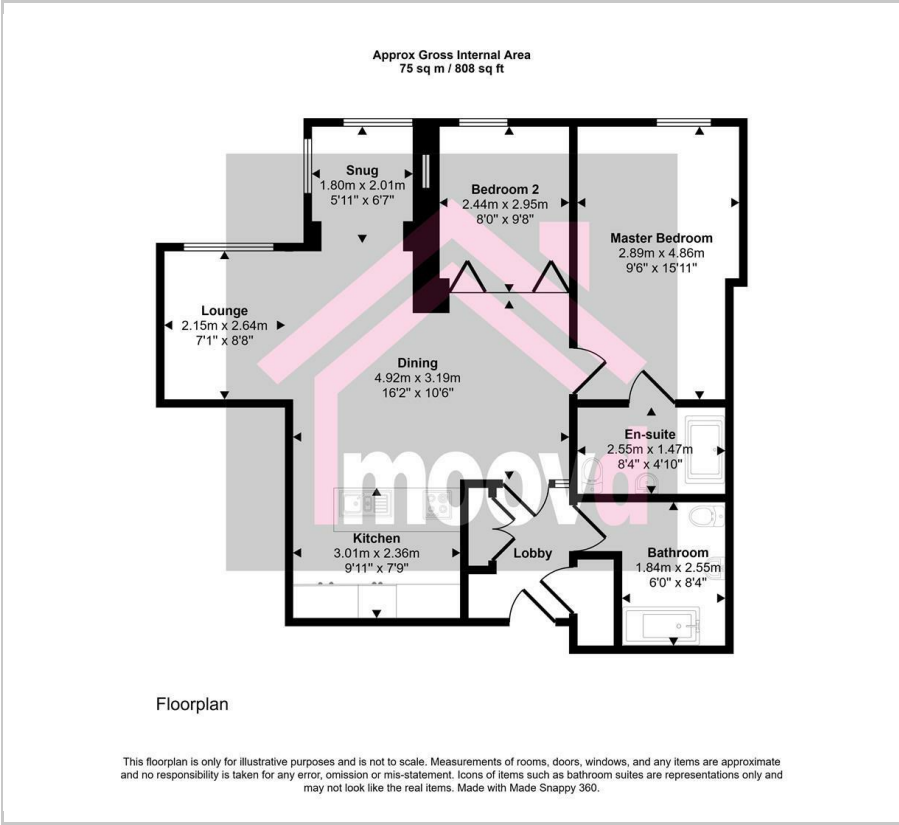 Approx Gross Internal Area
75 sq m / 808 sq ft
Snug
1.80m x 2.01m
5'11" x 6'7"
Bedroom 2
2.44m x 2.95m
8'0" x 9'8"
Master Bedroom
2.89m x 4.86m
9'6" x 15'11"
Lounge
2.15m x 2.64m
7'1" x 8'8"
Dining
4.92m x 3.19m
16'2" x 10'6"
En-suite
2.55m x 1.47m
8'4" x 4'10"
moovd
Kitchen
3.01m x 2.36m
9'11" x 7'9"
Lobby
Bathroom
1.84m x 2.55m
6'0" x 8'4"
Floorplan
This floorplan is only for illustrative purposes and is not to scale. Measurements of rooms, doors, windows, and any items are approximate
and no responsibility is taken for any error, omission or mis-statement. Icons of items such as bathroom suites are representations only and
may not look like the real items. Made with Made Snappy 360.